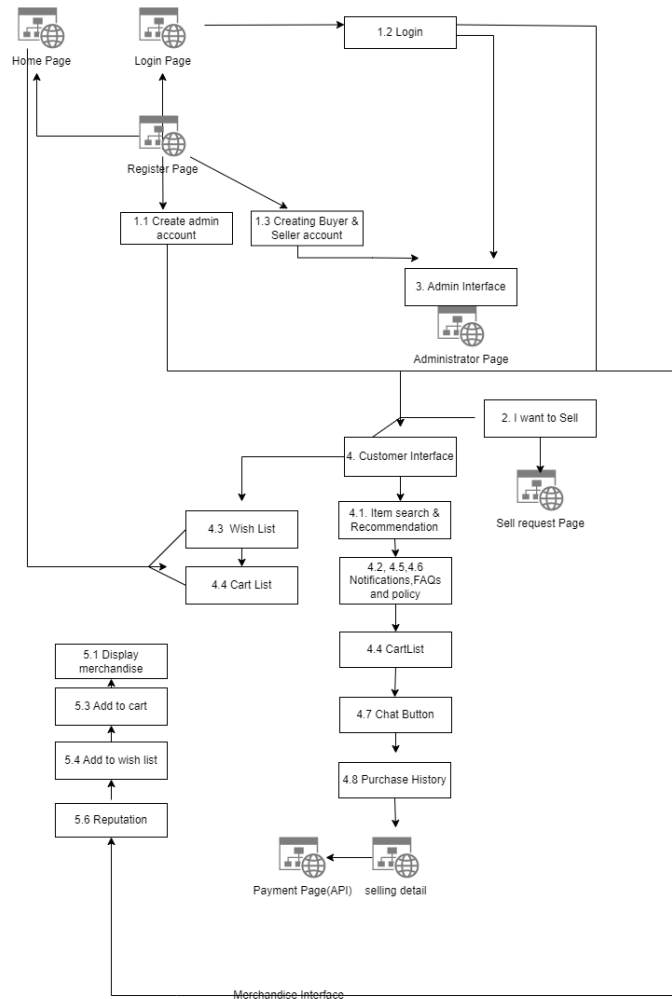 1.2 Login
Home Page
Login Page
Register Page
1.1 Create admin
account
1.3 Creating Buyer &
Seller account
3. Admin Interface
Administrator Page
2. I want to Sell
4. Customer Interface
4.1. Item search &
Recommendation
Sell request Page
4.3 Wish List
4.2, 4.5,4.6
Notifications,FAQs
and policy
4.4 Cart List
4.4 CartList
5.1 Display
merchandise
5.3 Add to cart
4.7 Chat Button
5.4 Add to wish list
4.8 Purchase History
5.6 Reputation
Payment Page(API)
selling detail
Merchandise Interface